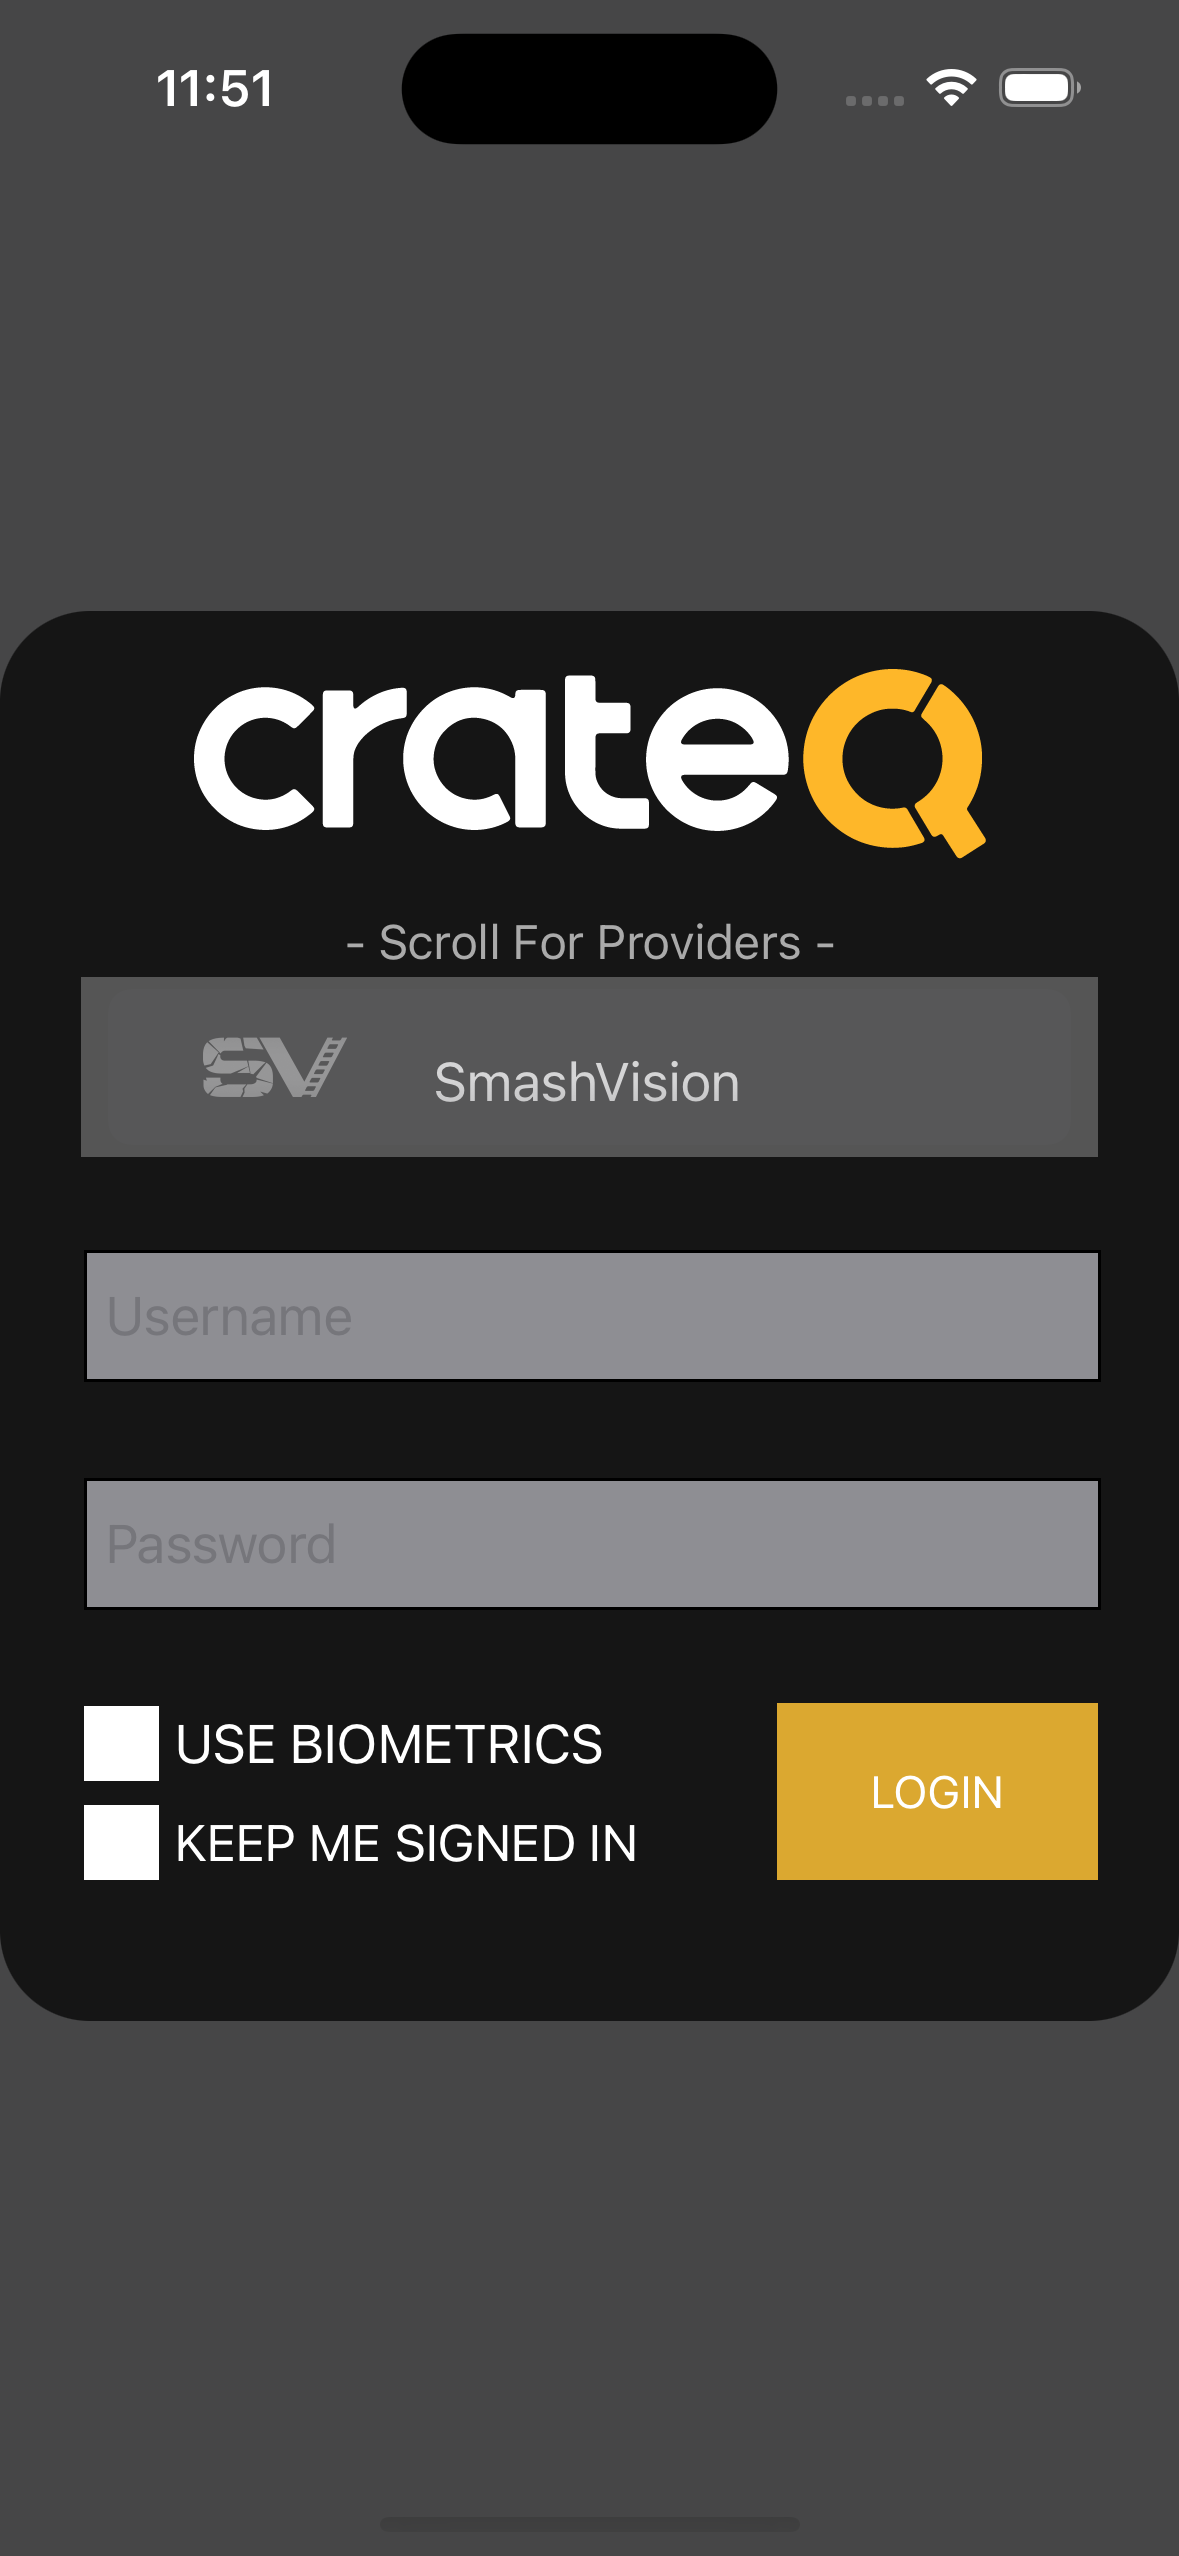 11:51
crateQ
- Scroll For Providers -
SV SmashVision
Username
Password
USE BIOMETRICS
KEEP ME SIGNED IN
LOGIN